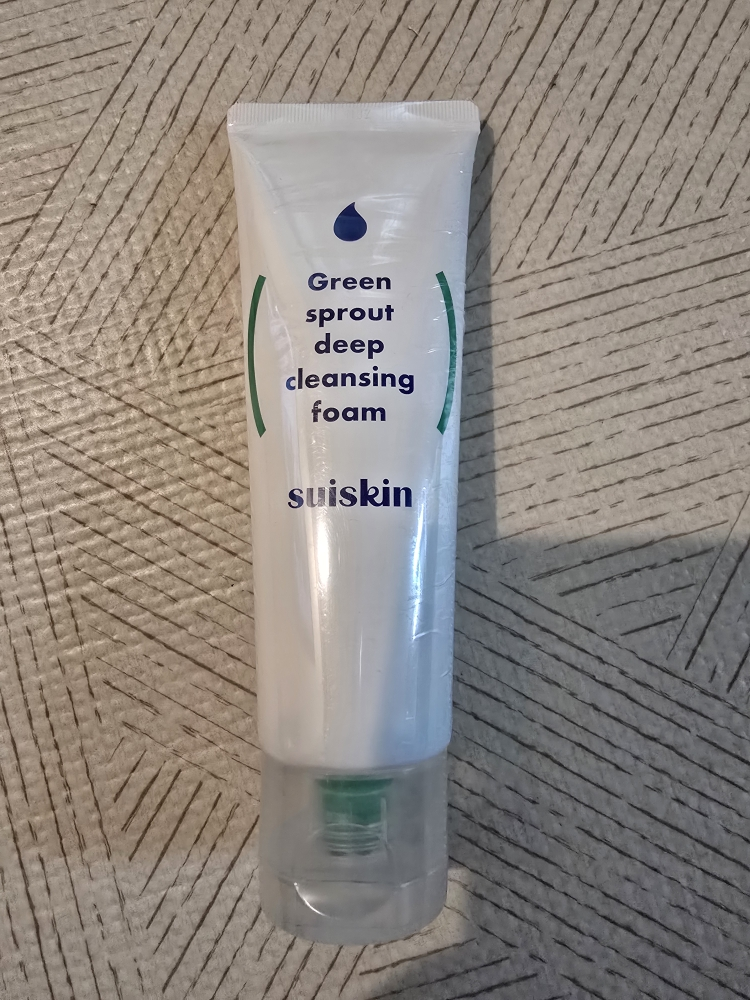 Green
sprout
deep
cleansing
foam
suiskin